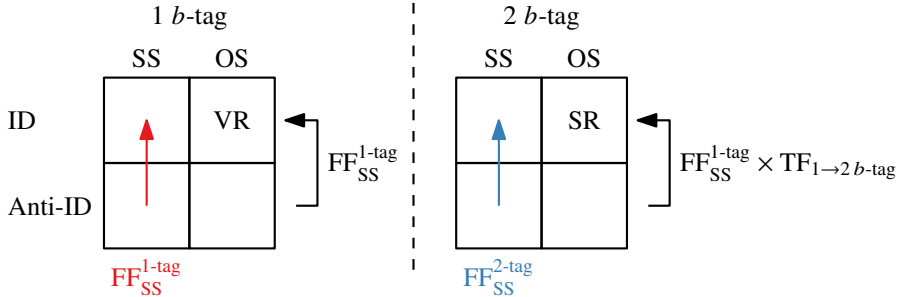 1 b-tag 2 b-tag
SS OS SS OS
ID VR SR
FF_SS^1-tag FF_SS^1-tag × TF_1→2 b-tag
Anti-ID
FF_SS^1-tag FF_SS^2-tag